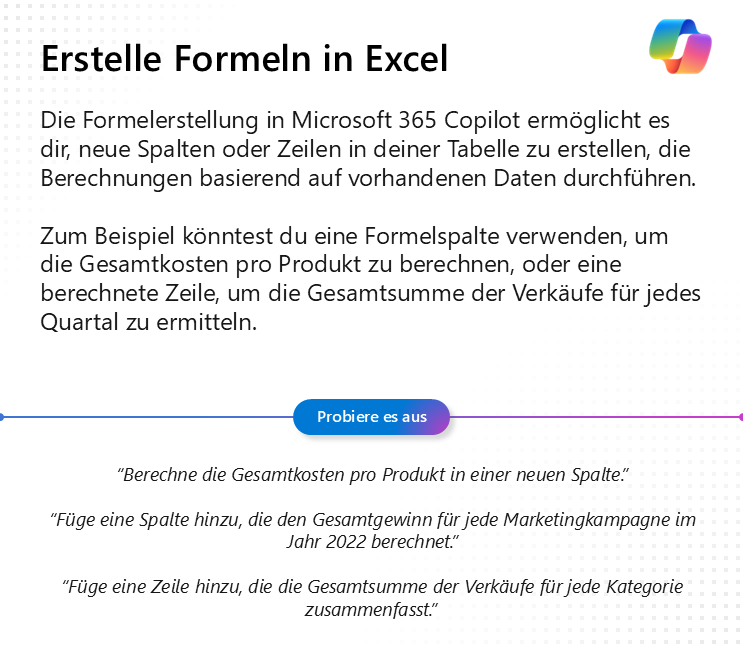 Erstelle Formeln in Excel
Die Formelerstellung in Microsoft 365 Copilot ermöglicht es
dir, neue Spalten oder Zeilen in deiner Tabelle zu erstellen, die
Berechnungen basierend auf vorhandenen Daten durchführen.
Zum Beispiel könntest du eine Formelspalte verwenden, um
die Gesamtkosten pro Produkt zu berechnen, oder eine
berechnete Zeile, um die Gesamtsumme der Verkäufe für jedes
Quartal zu ermitteln.
Probiere es aus
“Berechne die Gesamtkosten pro Produkt in einer neuen Spalte.”
“Füge eine Spalte hinzu, die den Gesamtgewinn für jede Marketingkampagne im
Jahr 2022 berechnet.”
“Füge eine Zeile hinzu, die die Gesamtsumme der Verkäufe für jede Kategorie
zusammenfasst.”